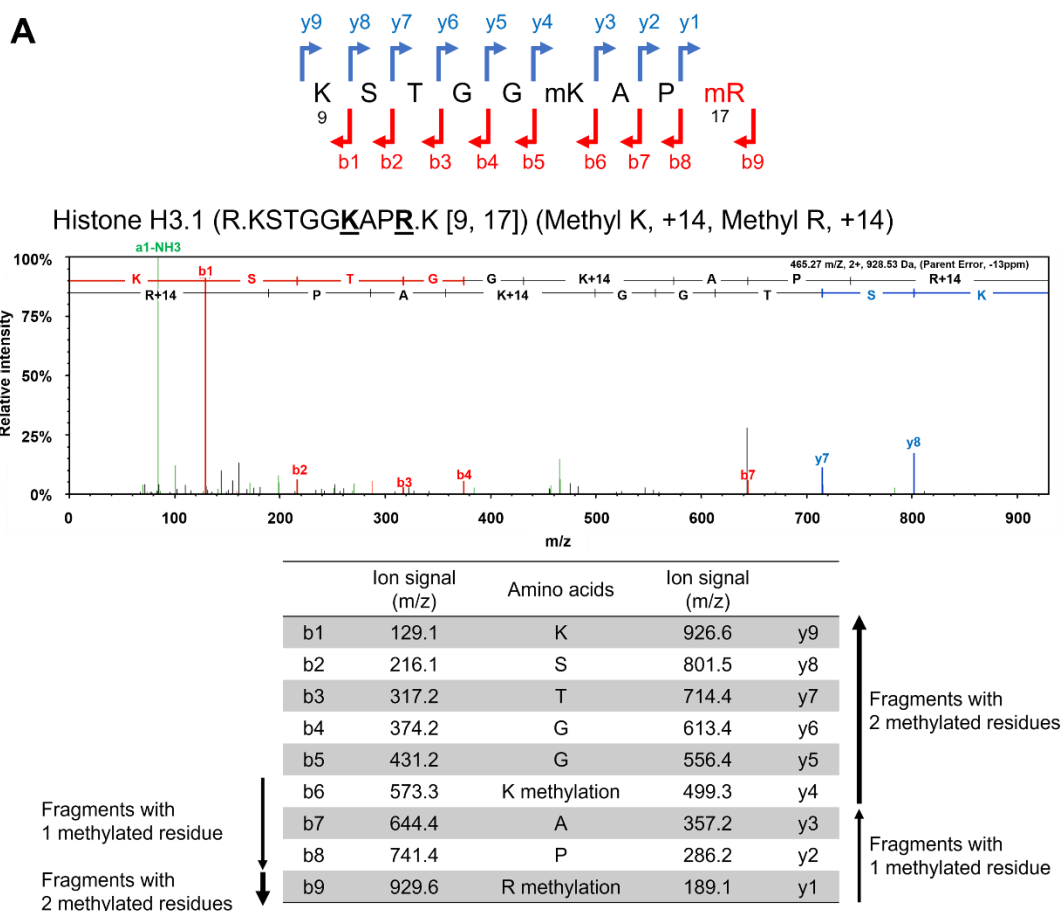 A
y9 y8 y7 y6 y5 y4 y3 y2 y1
K S T G G mK A P mR
9 17
b1 b2 b3 b4 b5 b6 b7 b8 b9
Histone H3.1 (R.KSTGGKAPR.K [9, 17]) (Methyl K, +14, Methyl R, +14)
a1-NH3
465.27 m/Z, 2+, 928.53 Da, (Parent Error, -13ppm)
K b1 S T G G K+14 A P R+14
R+14 P A K+14 G G T S K
100%
75%
50%
25%
0%
Relative intensity
b2 b3 b4 b7 y7 y8
0 100 200 300 400 500 600 700 800 900
m/z
Ion signal (m/z) Amino acids Ion signal (m/z)
b1 129.1 K 926.6 y9
b2 216.1 S 801.5 y8
b3 317.2 T 714.4 y7
b4 374.2 G 613.4 y6
b5 431.2 G 556.4 y5
b6 573.3 K methylation 499.3 y4
b7 644.4 A 357.2 y3
b8 741.4 P 286.2 y2
b9 929.6 R methylation 189.1 y1
Fragments with
2 methylated residues
Fragments with
1 methylated residue
Fragments with
1 methylated residue
Fragments with
2 methylated residues